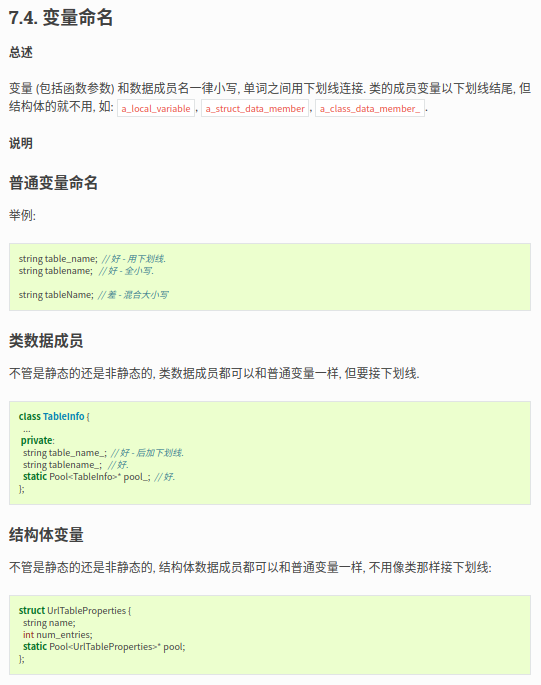 7.4. 变量命名
总述
变量 (包括函数参数) 和数据成员名一律小写, 单词之间用下划线连接. 类的成员变量以下划线结尾, 但
结构体的就不用, 如: a_local_variable, a_struct_data_member, a_class_data_member_.
说明
普通变量命名
举例:
string table_name; // 好 - 用下划线.
string tablename; // 好 - 全小写.
string tableName; // 差 - 混合大小写
类数据成员
不管是静态的还是非静态的, 类数据成员都可以和普通变量一样, 但要接下划线.
class TableInfo {
...
private:
string table_name_; // 好 - 后加下划线.
string tablename_; // 好.
static Pool<TableInfo>* pool_; // 好.
};
结构体变量
不管是静态的还是非静态的, 结构体数据成员都可以和普通变量一样, 不用像类那样接下划线:
struct UrlTableProperties {
string name;
int num_entries;
static Pool<UrlTableProperties>* pool;
};